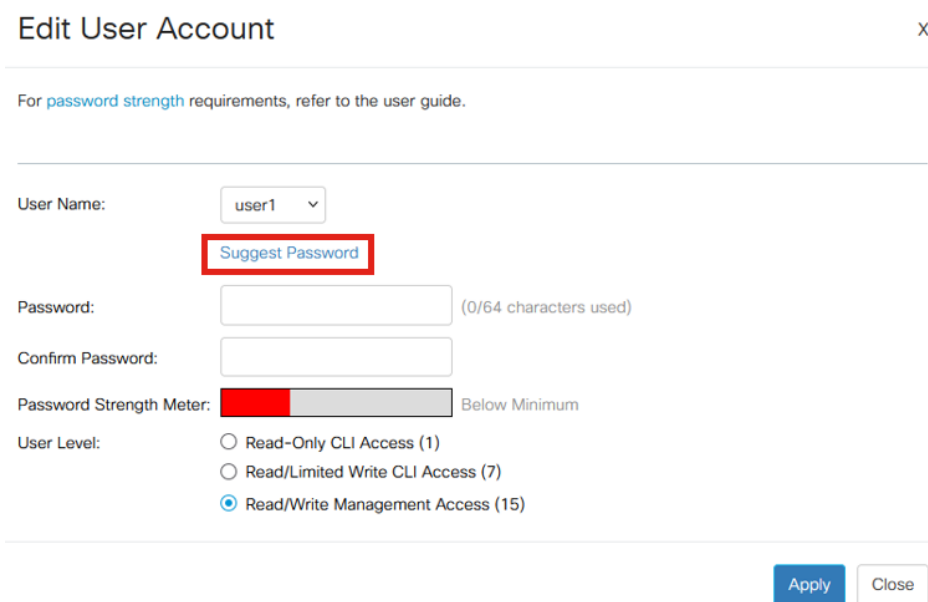 Edit User Account X
For password strength requirements, refer to the user guide.
User Name: user1
Suggest Password
Password: (0/64 characters used)
Confirm Password:
Password Strength Meter: Below Minimum
User Level: Read-Only CLI Access (1)
Read/Limited Write CLI Access (7)
Read/Write Management Access (15)
Apply Close